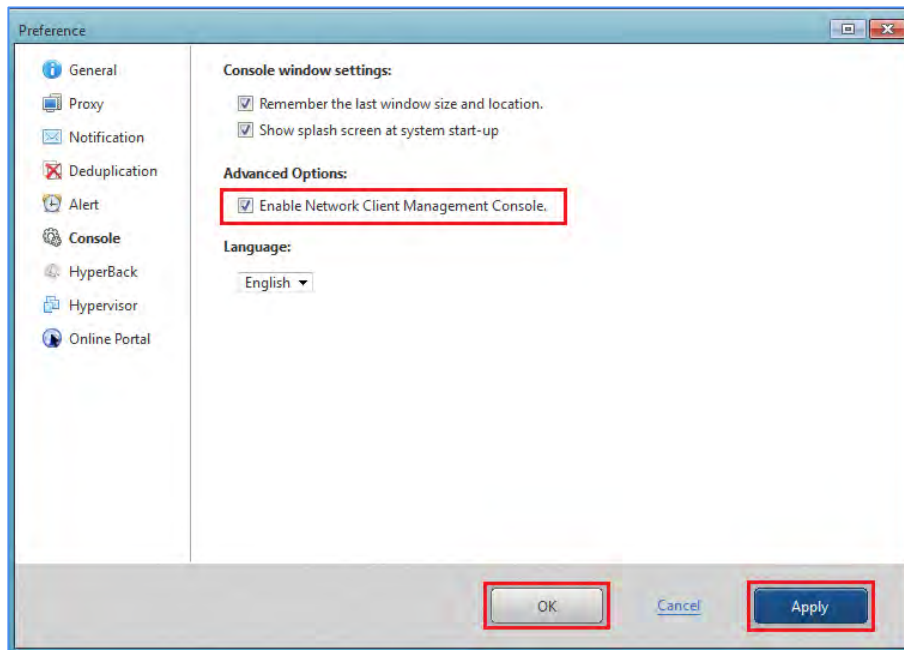 Preference
General
Proxy
Notification
Deduplication
Alert
Console
HyperBack
Hypervisor
Online Portal
Console window settings:
Remember the last window size and location.
Show splash screen at system start-up
Advanced Options:
Enable Network Client Management Console.
Language:
English
OK
Cancel
Apply